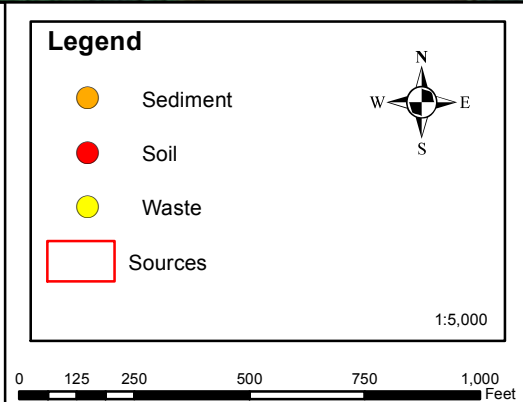 Legend
N
Sediment
W E
S
Soil
Waste
Sources
1:5,000
0 125 250 500 750 1,000
Feet